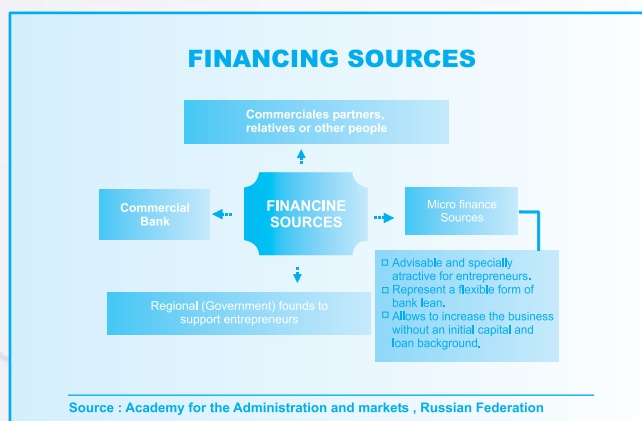 FINANCING SOURCES
Commerciales partners,
relatives or other people
Commercial
Bank
FINANCINE
SOURCES
Micro finance
Sources
Regional (Government) founds to
support entrepreneurs
Advisable and specially
atractive for entrepreneurs.
Represent a flexible form of
bank lean.
Allows to increase the business
without an initial capital and
loan background.
Source : Academy for the Administration and markets , Russian Federation